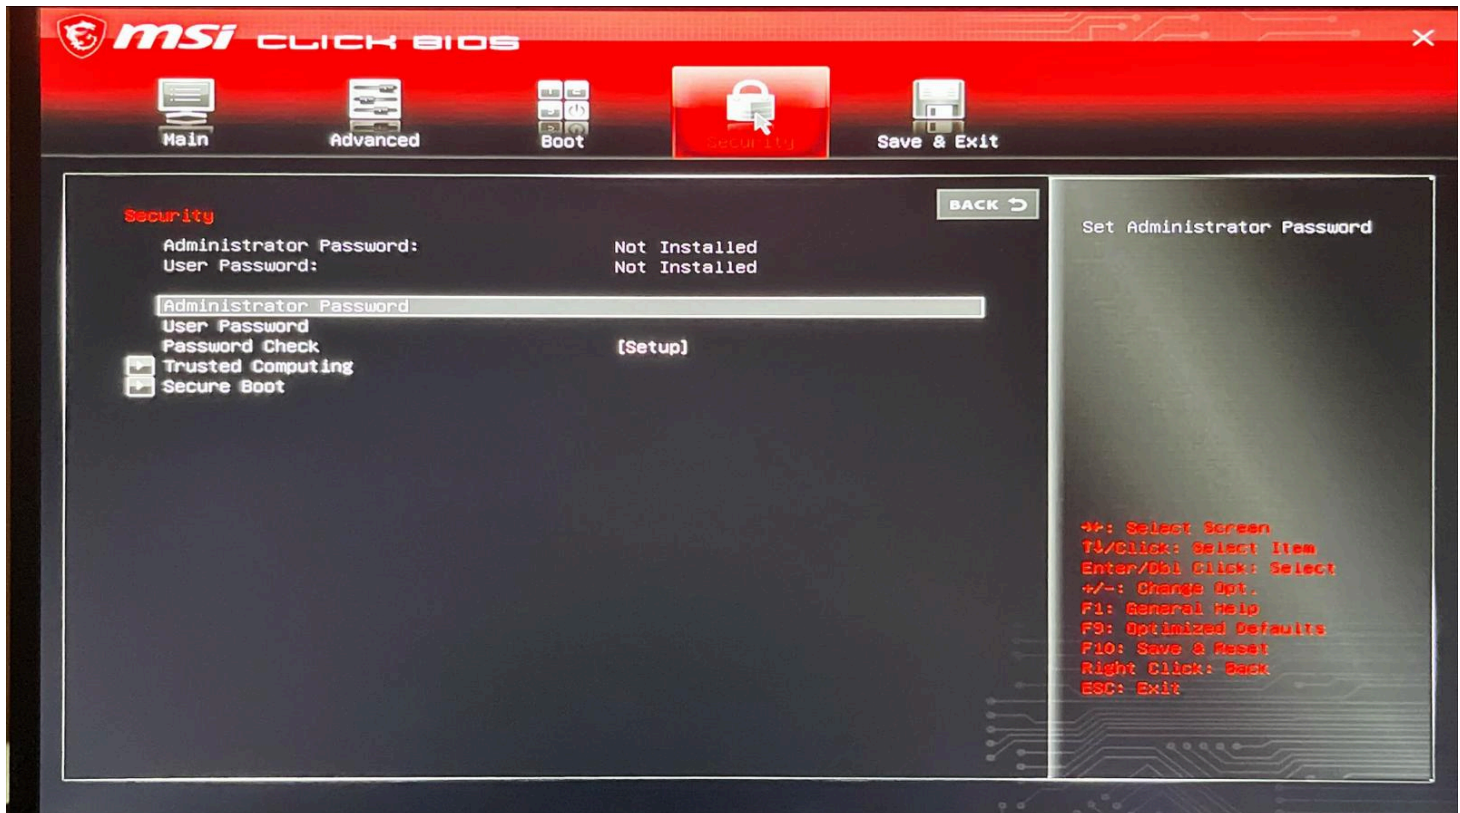 msi CLICK BIOS
Main
Advanced
Boot
Security
Save & Exit
BACK
Security
Administrator Password: Not Installed
User Password: Not Installed
Administrator Password
User Password
Password Check [Setup]
Trusted Computing
Secure Boot
Set Administrator Password
→←: Select Screen
↑↓/Click: Select Item
Enter/Dbl Click: Select
+/-: Change Opt.
F1: General Help
F9: Optimized Defaults
F10: Save & Reset
Right Click: Back
ESC: Exit